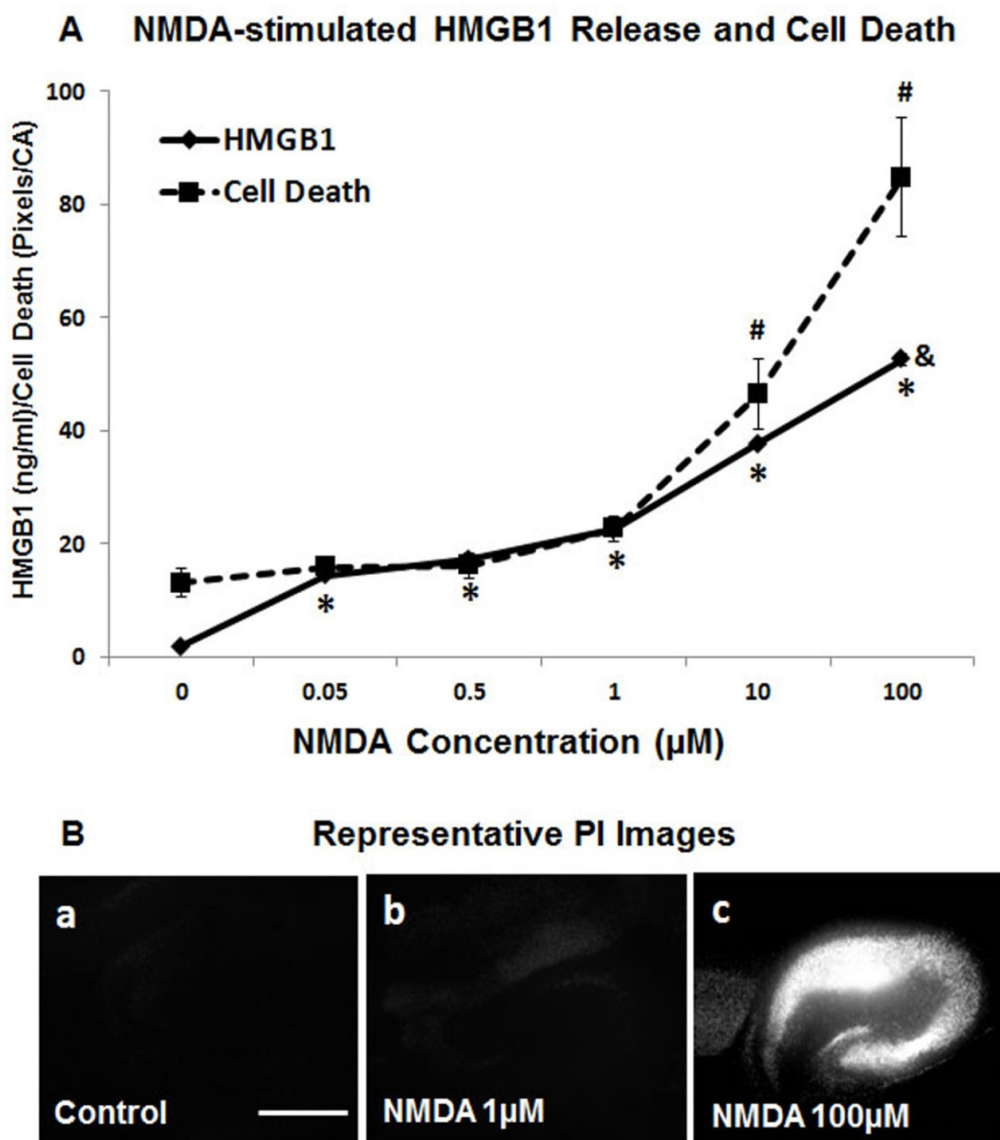 A NMDA-stimulated HMGB1 Release and Cell Death
HMGB1 (ng/ml)/Cell Death (Pixels/CA)
100
80
60
40
20
0
HMGB1
Cell Death
#
#
&
*
*
*
*
*
0 0.05 0.5 1 10 100
NMDA Concentration (µM)
B Representative PI Images
a b c
Control NMDA 1µM NMDA 100µM